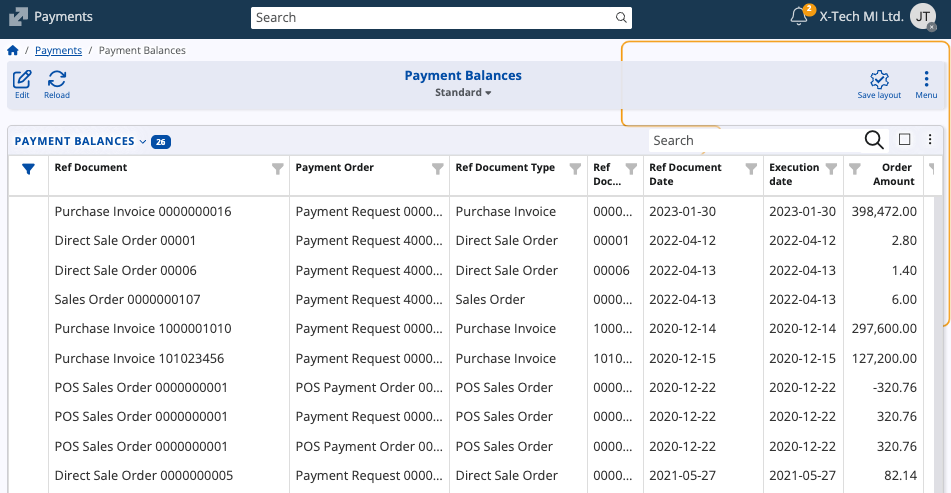 Payments
Search
2
X-Tech MI Ltd.
JT
/ Payments / Payment Balances
Edit
Reload
Payment Balances
Standard
Save layout
Menu
PAYMENT BALANCES 26
Search
Ref Document Payment Order Ref Document Type Ref Doc... Ref Document Date Execution date Order Amount
Purchase Invoice 0000000016 Payment Request 0000... Purchase Invoice 0000... 2023-01-30 2023-01-30 398,472.00
Direct Sale Order 00001 Payment Request 4000... Direct Sale Order 00001 2022-04-12 2022-04-12 2.80
Direct Sale Order 00006 Payment Request 4000... Direct Sale Order 00006 2022-04-13 2022-04-13 1.40
Sales Order 0000000107 Payment Request 4000... Sales Order 0000... 2022-04-13 2022-04-13 6.00
Purchase Invoice 1000001010 Payment Request 0000... Purchase Invoice 1000... 2020-12-14 2020-12-14 297,600.00
Purchase Invoice 101023456 Payment Request 0000... Purchase Invoice 1010... 2020-12-15 2020-12-15 127,200.00
POS Sales Order 0000000001 POS Payment Order 00... POS Sales Order 0000... 2020-12-22 2020-12-22 -320.76
POS Sales Order 0000000001 Payment Request 0000... POS Sales Order 0000... 2020-12-22 2020-12-22 320.76
POS Sales Order 0000000001 POS Payment Order 00... POS Sales Order 0000... 2020-12-22 2020-12-22 320.76
Direct Sale Order 0000000005 Payment Request 0000... Direct Sale Order 0000... 2021-05-27 2021-05-27 82.14